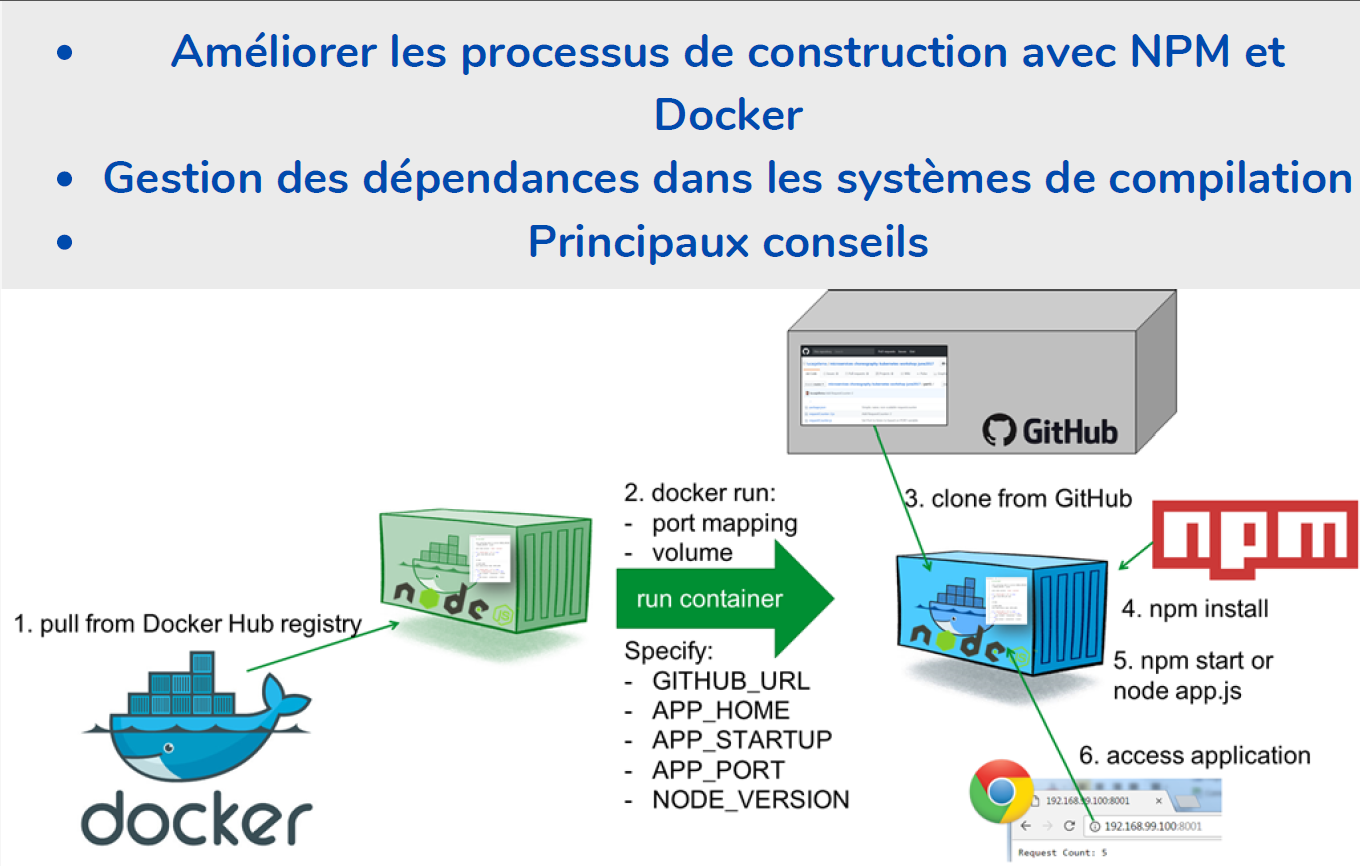 • Améliorer les processus de construction avec NPM et
Docker
• Gestion des dépendances dans les systèmes de compilation
• Principaux conseils
GitHub
3. clone from GitHub
2. docker run:
- port mapping
- volume
npm
run container
node
JS
node
1. pull from Docker Hub registry
4. npm install
Specify:
- GITHUB_URL
- APP_HOME
- APP_STARTUP
- APP_PORT
- NODE_VERSION
5. npm start or
node app.js
docker
6. access application
192.168.99.100:8001
192.168.99.100:8001
Request Count: 5